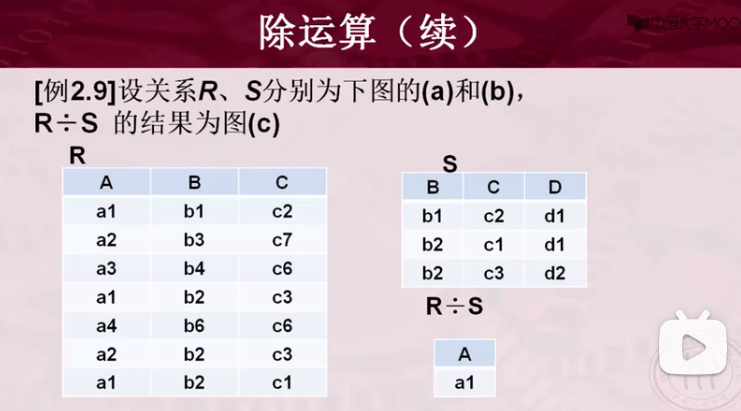 除运算（续）
中国大学MOO
[例2.9]设关系R、S分别为下图的(a)和(b)，
R÷S 的结果为图(c)
R
A B C
a1 b1 c2
a2 b3 c7
a3 b4 c6
a1 b2 c3
a4 b6 c6
a2 b2 c3
a1 b2 c1
S
B C D
b1 c2 d1
b2 c1 d1
b2 c3 d2
R÷S
A
a1